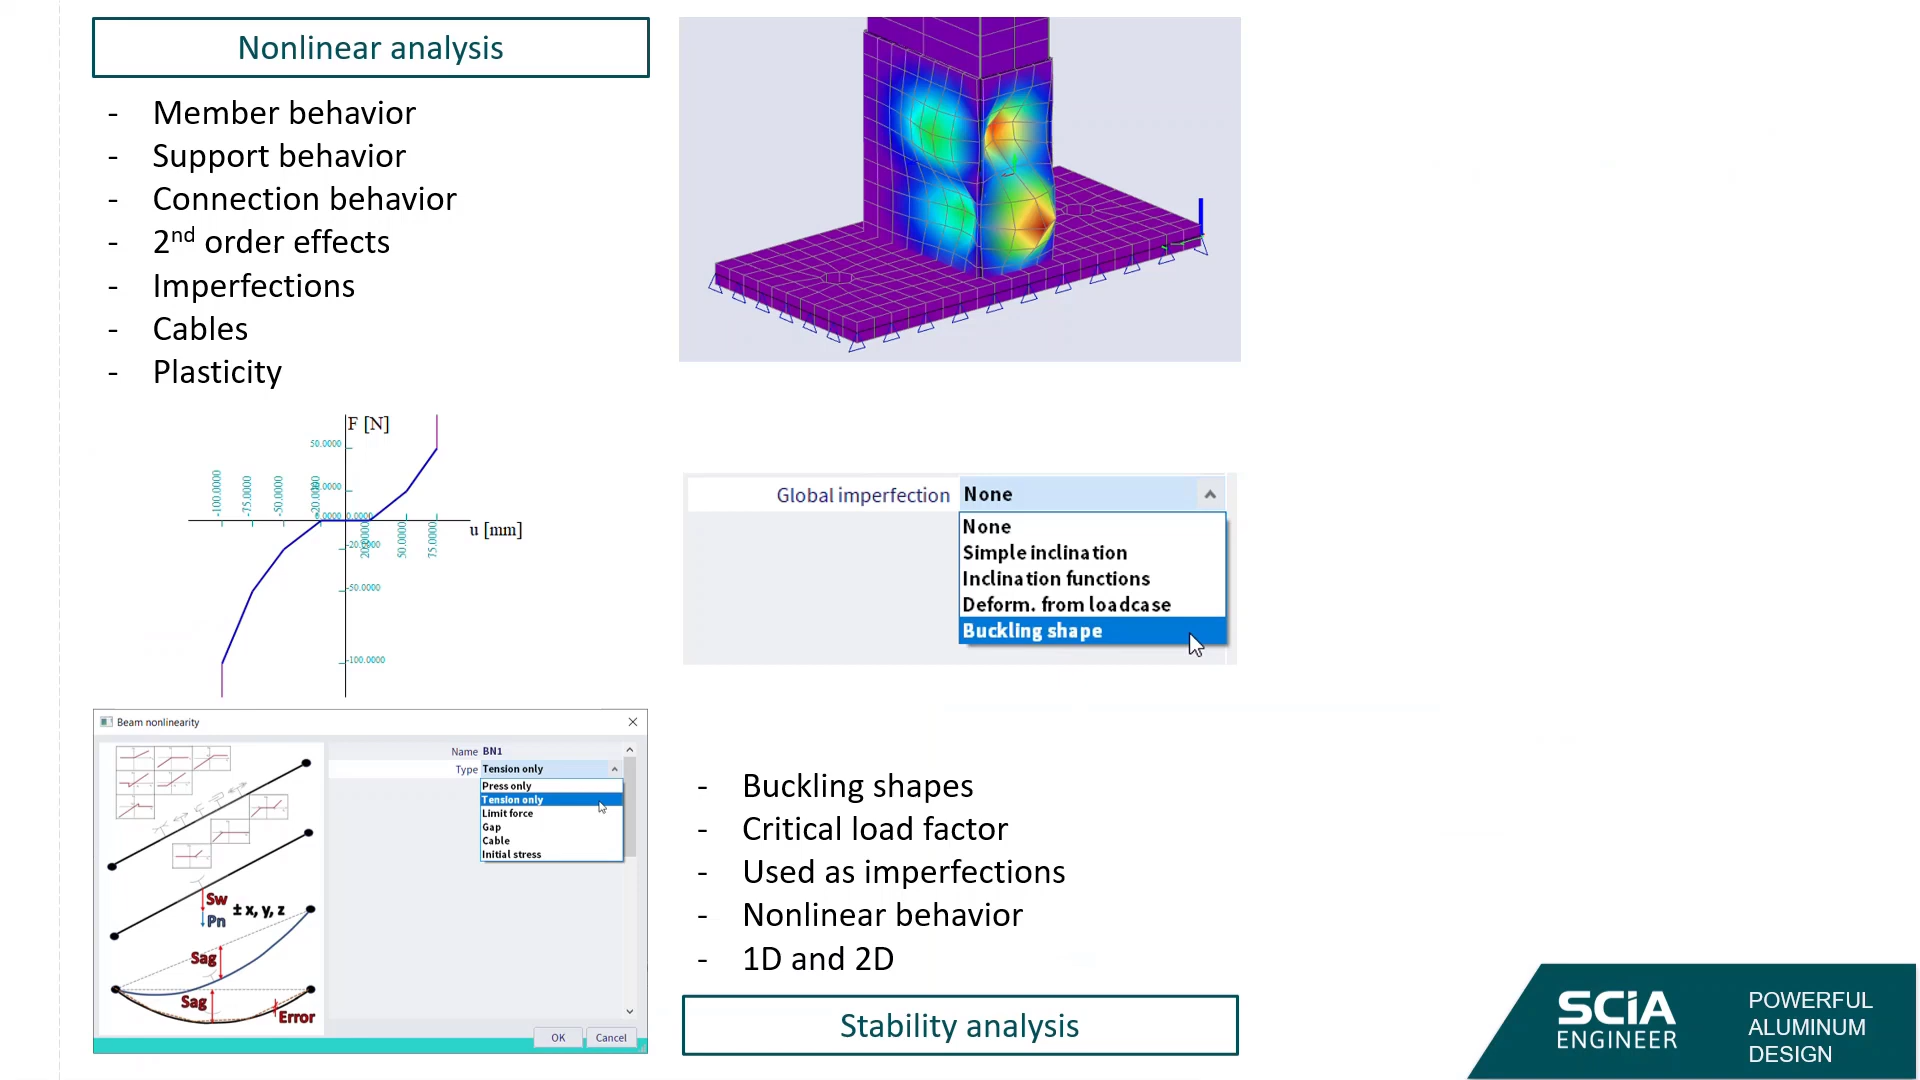 Nonlinear analysis
- Member behavior
- Support behavior
- Connection behavior
- 2nd order effects
- Imperfections
- Cables
- Plasticity
F [N]
50.0000
-100.0000
-75.0000
-50.0000
0.0000
u [mm]
50.0000
75.0000
-50.0000
-100.0000
Beam nonlinearity
Name BN1
Type Tension only
Press only
Tension only
Limit force
Gap
Cable
Initial stress
Sw
Pn
± x, y, z
Sag
Sag
Error
OK Cancel
Global imperfection None
None
Simple inclination
Inclination functions
Deform. from loadcase
Buckling shape
- Buckling shapes
- Critical load factor
- Used as imperfections
- Nonlinear behavior
- 1D and 2D
Stability analysis
SCIA
ENGINEER
POWERFUL
ALUMINUM
DESIGN